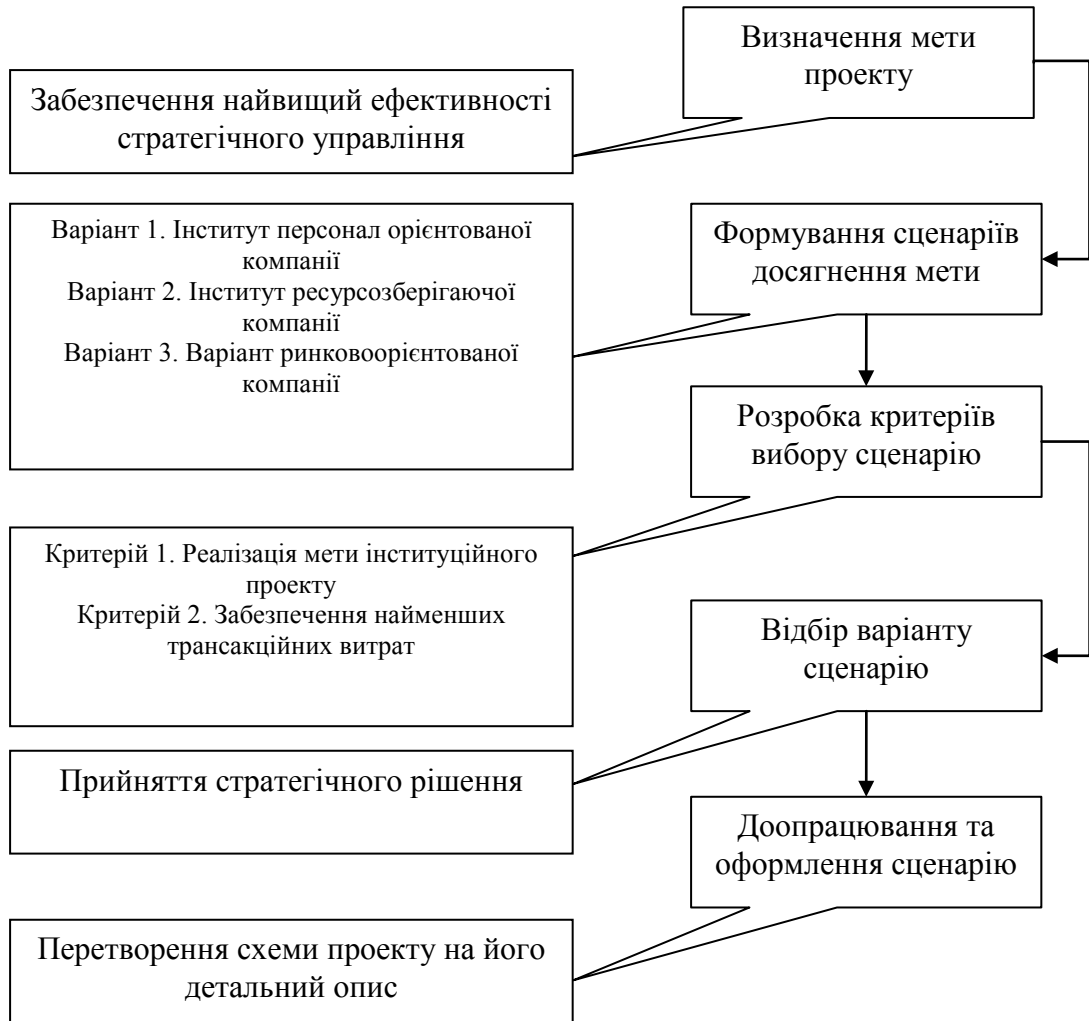 Визначення мети
проекту
Забезпечення найвищий ефективності
стратегічного управління
Формування сценаріїв
досягнення мети
Варіант 1. Інститут персонал орієнтованої
компанії
Варіант 2. Інститут ресурсозберігаючої
компанії
Варіант 3. Варіант ринковоорієнтованої
компанії
Розробка критеріїв
вибору сценарію
Критерій 1. Реалізація мети інституційного
проекту
Критерій 2. Забезпечення найменших
трансакційних витрат
Відбір варіанту
сценарію
Прийняття стратегічного рішення
Доопрацювання та
оформлення сценарію
Перетворення схеми проекту на його
детальний опис